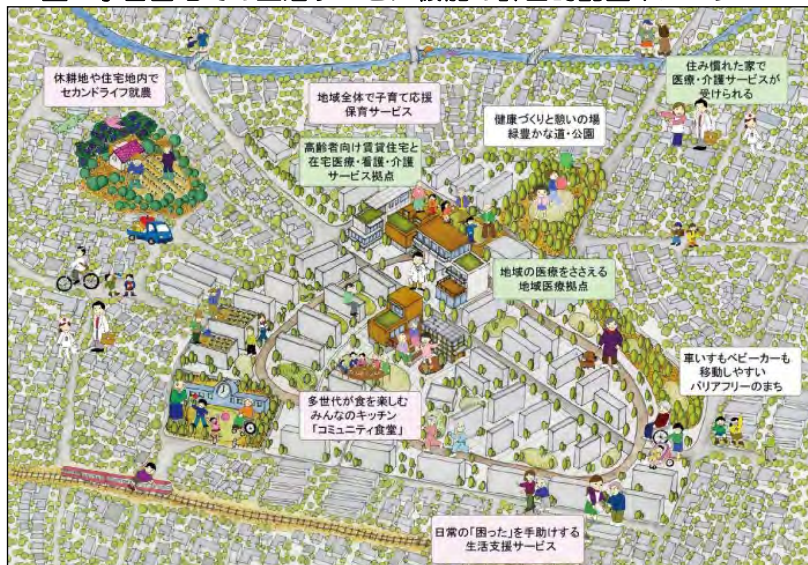 休耕地や住宅地内で
セカンドライフ就農
地域全体で子育て応援
保育サービス
住み慣れた家で
医療・介護サービスが
受けられる
健康づくりと憩いの場
緑豊かな道・公園
高齢者向け賃貸住宅と
在宅医療・看護・介護
サービス拠点
地域の医療をささえる
地域医療拠点
車いすもベビーカーも
移動しやすい
バリアフリーのまち
多世代が食を楽しむ
みんなのキッチン
「コミュニティ食堂」
日常の「困った」を手助けする
生活支援サービス